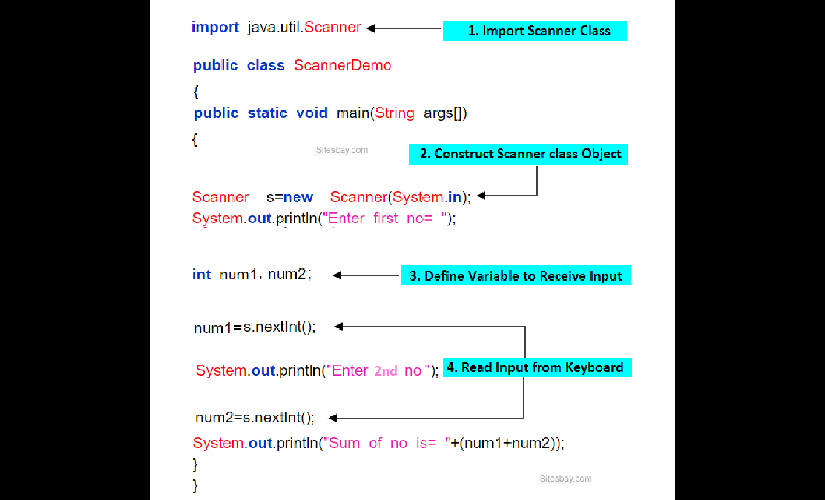 import java.util.Scanner
1. Import Scanner Class
public class ScannerDemo
{
public static void main(String args[])
{
Sitesbay.com
2. Construct Scanner class Object
Scanner s=new Scanner(System.in);
System.out.println("Enter first no= ");
int num1, num2;
3. Define Variable to Receive Input
num1=s.nextInt();
System.out.println("Enter 2nd no");
4. Read Input from Keyboard
num2=s.nextInt();
System.out.println("Sum of no is= "+(num1+num2));
}
Sitesbay.com
}